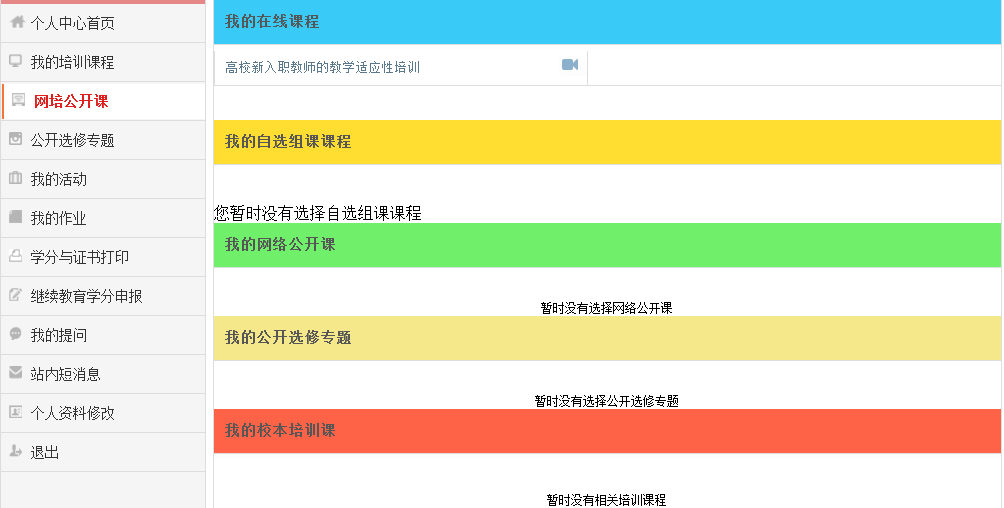 个人中心首页
我的培训课程
网培公开课
公开选修专题
我的活动
我的作业
学分与证书打印
继续教育学分申报
我的提问
站内短消息
个人资料修改
退出
我的在线课程
高校新入职教师的教学适应性培训
我的自选组课课程
您暂时没有选择自选组课课程
我的网络公开课
暂时没有选择网络公开课
我的公开选修专题
暂时没有选择公开选修专题
我的校本培训课
暂时没有相关培训课程